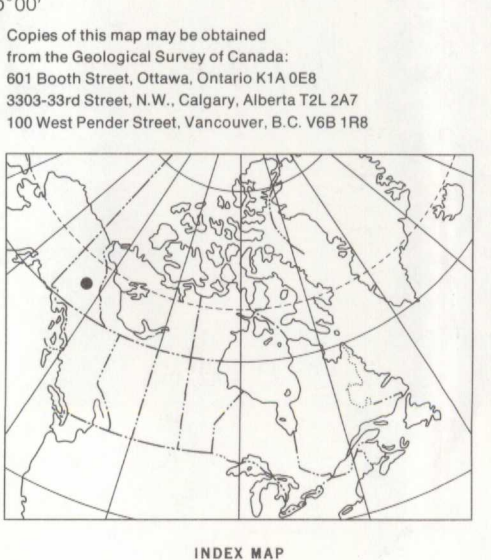 Copies of this map may be obtained
from the Geological Survey of Canada:
601 Booth Street, Ottawa, Ontario K1A 0E8
3303-33rd Street, N.W., Calgary, Alberta T2L 2A7
100 West Pender Street, Vancouver, B.C. V6B 1R8
INDEX MAP